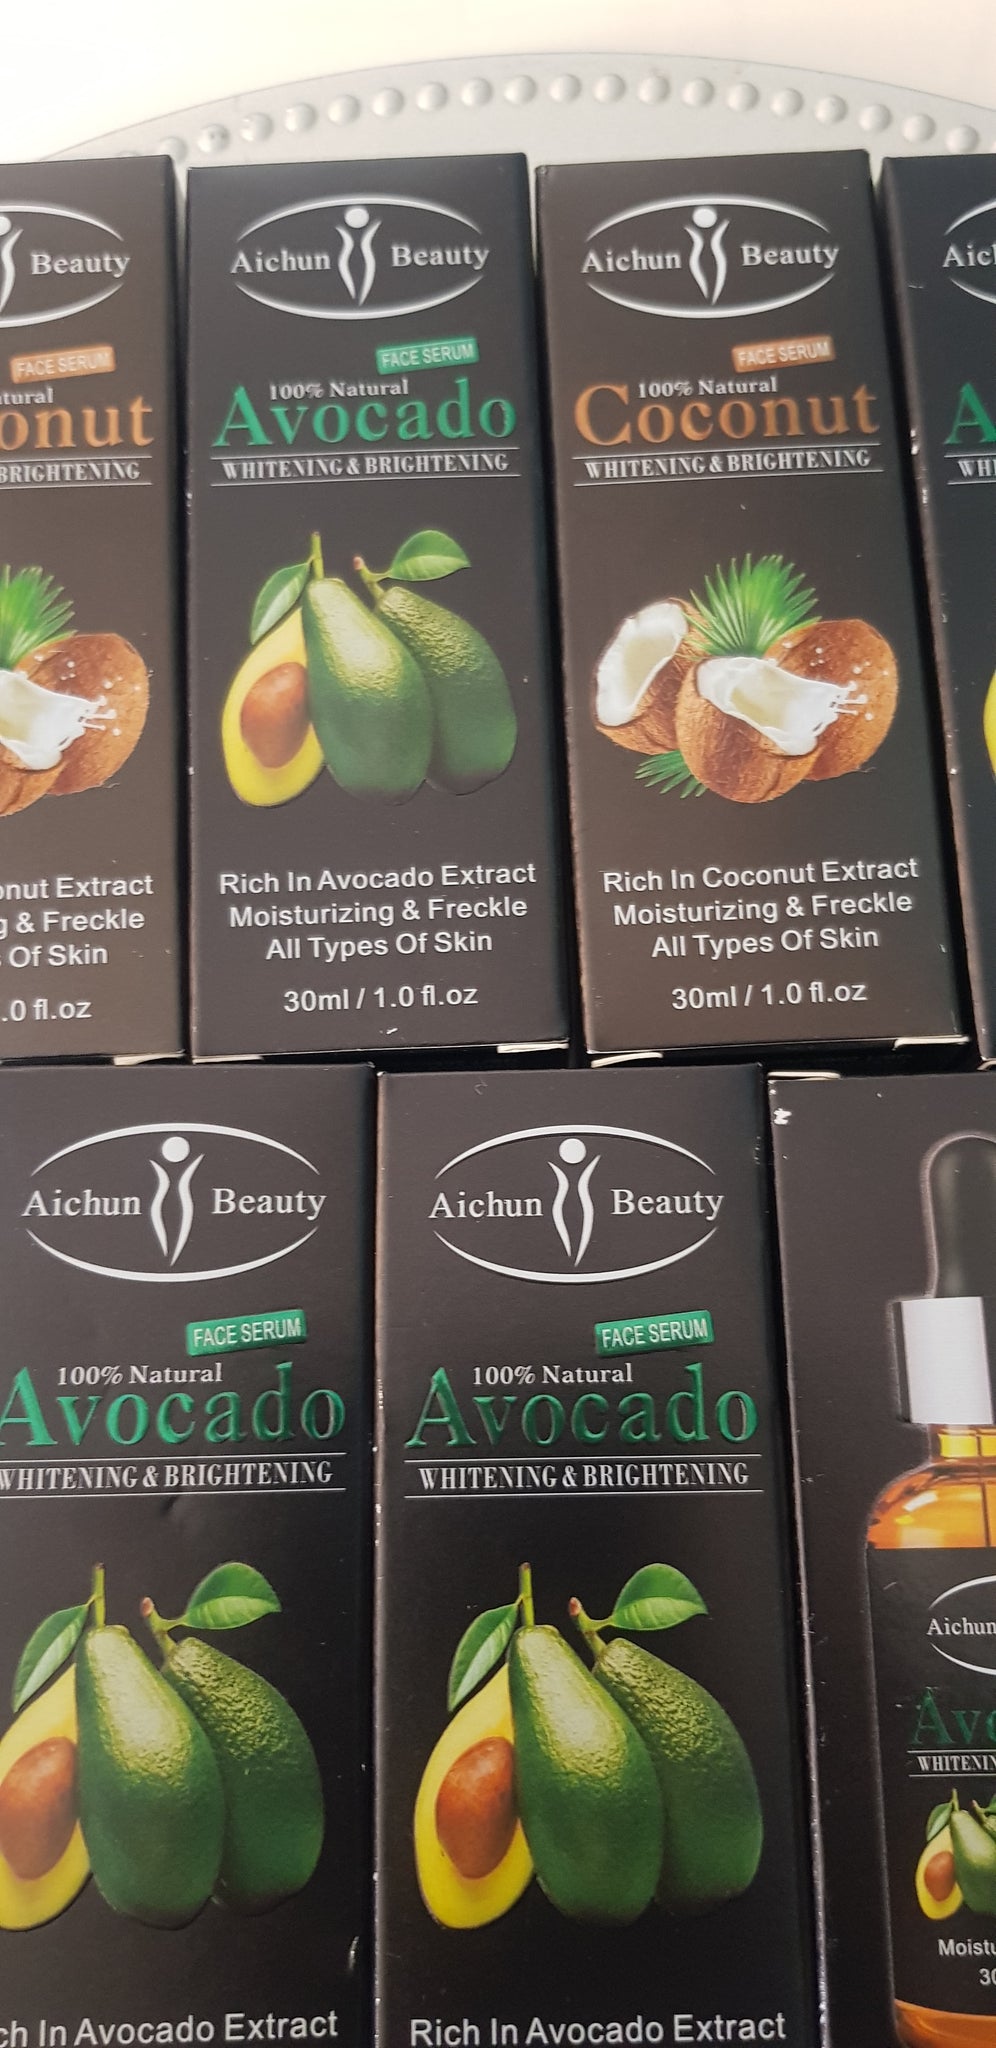 Beauty
FACE SERUM
BRIGHTENING
Extract
& Freckle
Of Skin
.0 fl.oz
Aichun Beauty
FACE SERUM
100% Natural
Avocado
WHITENING & BRIGHTENING
Rich In Avocado Extract
Moisturizing & Freckle
All Types Of Skin
30ml / 1.0 fl.oz
Aichun Beauty
FACE SERUM
100% Natural
Coconut
WHITENING & BRIGHTENING
Rich In Coconut Extract
Moisturizing & Freckle
All Types Of Skin
30ml / 1.0 fl.oz
Aichun Beauty
FACE SERUM
100% Natural
Avocado
WHITENING & BRIGHTENING
In Avocado Extract
Aichun Beauty
FACE SERUM
100% Natural
Avocado
WHITENING & BRIGHTENING
Rich In Avocado Extract
Aichun